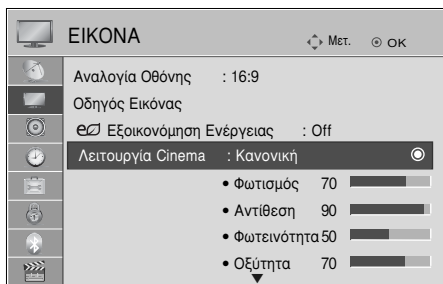 ΕΙΚΟΝΑ Μετ. OK
Αναλογία Οθόνης : 16:9
Οδηγός Εικόνας
Εξοικονόμηση Ενέργειας : Off
Λειτουργία Cinema : Κανονική
• Φωτισμός 70
• Αντίθεση 90
• Φωτεινότητα 50
• Οξύτητα 70